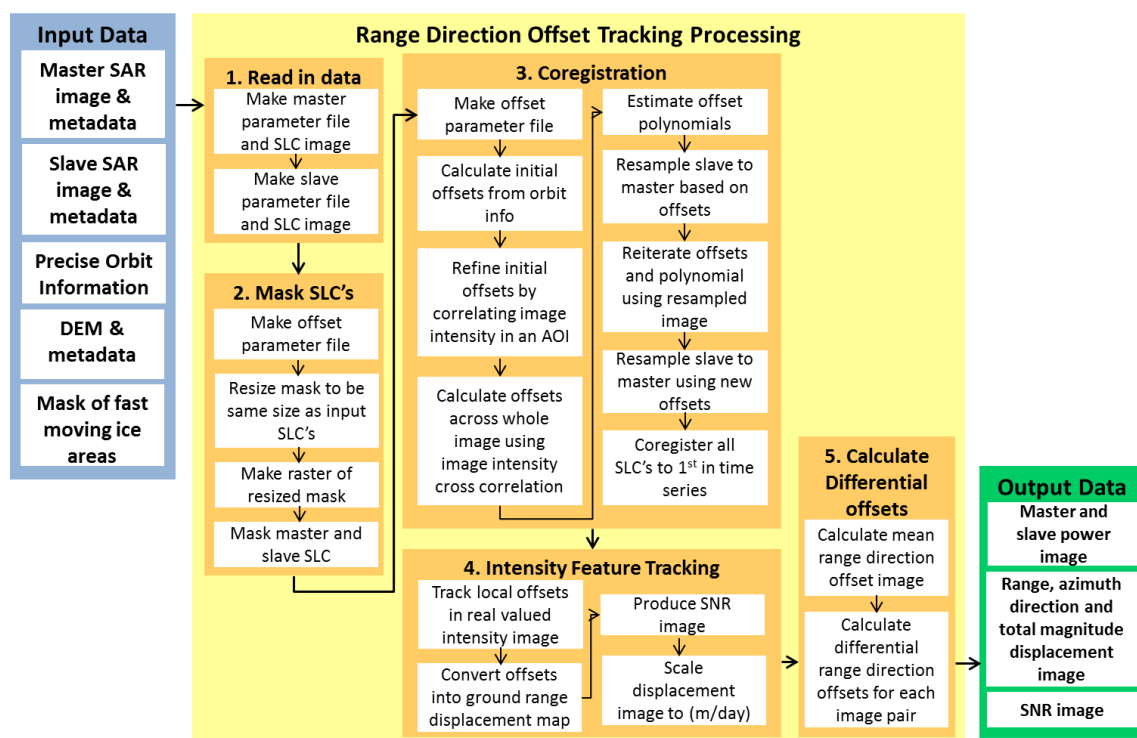 Input Data
Master SAR
image &
metadata
Slave SAR
image &
metadata
Precise Orbit
Information
DEM &
metadata
Mask of fast
moving ice
areas
Range Direction Offset Tracking Processing
1. Read in data
Make master
parameter file
and SLC image
Make slave
parameter file
and SLC image
2. Mask SLC's
Make offset
parameter file
Resize mask to be
same size as input
SLC's
Make raster of
resized mask
Mask master and
slave SLC
3. Coregistration
Make offset
parameter file
Calculate initial
offsets from orbit
info
Refine initial
offsets by
correlating image
intensity in an AOI
Calculate offsets
across whole
image using
image intensity
cross correlation
Estimate offset
polynomials
Resample slave to
master based on
offsets
Reiterate offsets
and polynomial
using resampled
image
Resample slave to
master using new
offsets
Coregister all
SLC's to 1st in time
series
4. Intensity Feature Tracking
Track local offsets
in real valued
intensity image
Convert offsets
into ground range
displacement map
Produce SNR
image
Scale
displacement
image to (m/day)
5. Calculate
Differential
offsets
Calculate mean
range direction
offset image
Calculate
differential
range direction
offsets for each
image pair
Output Data
Master and
slave power
image
Range, azimuth
direction and
total magnitude
displacement
image
SNR image